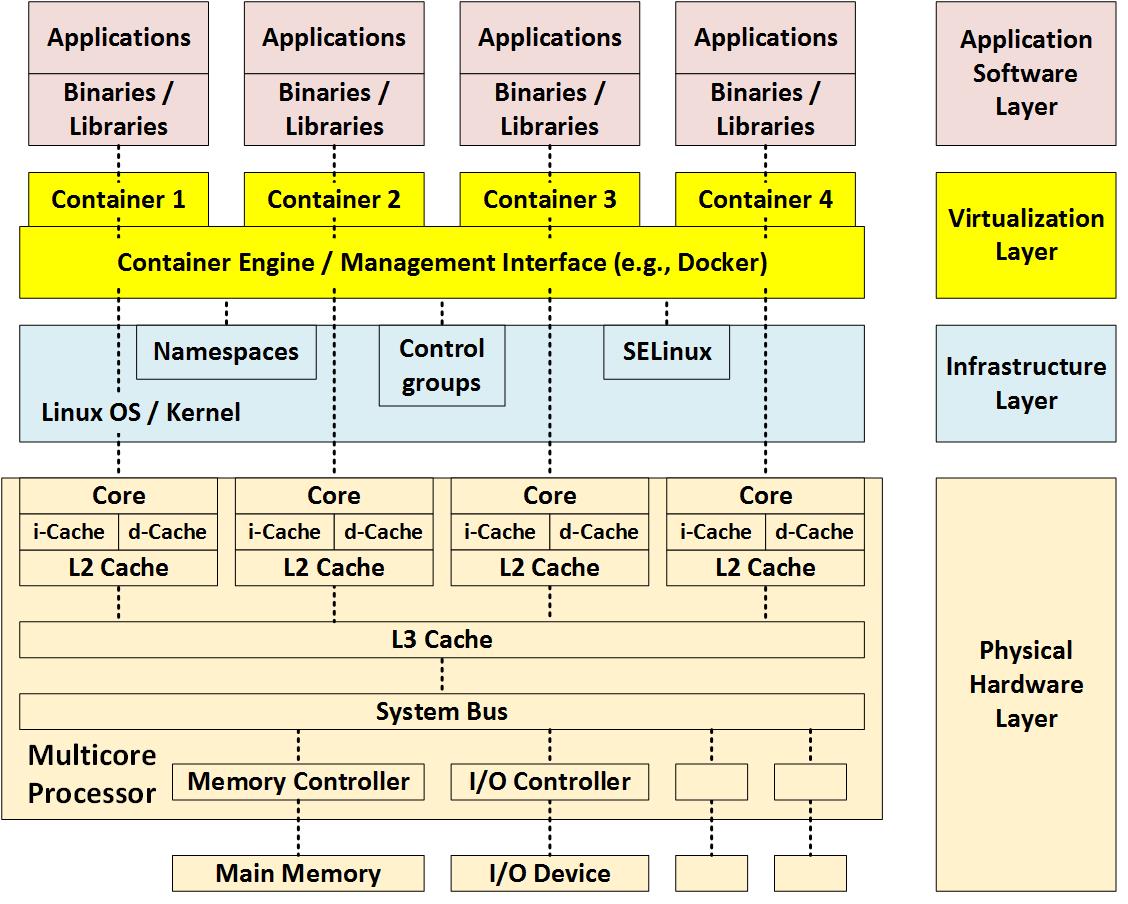 Applications Applications Applications Applications
Binaries / Binaries / Binaries / Binaries /
Libraries Libraries Libraries Libraries
Application
Software
Layer
Container 1 Container 2 Container 3 Container 4
Container Engine / Management Interface (e.g., Docker)
Virtualization
Layer
Namespaces
Control
groups
SELinux
Linux OS / Kernel
Infrastructure
Layer
Core Core Core Core
i-Cache d-Cache i-Cache d-Cache i-Cache d-Cache i-Cache d-Cache
L2 Cache L2 Cache L2 Cache L2 Cache
L3 Cache
System Bus
Multicore
Processor
Memory Controller I/O Controller
Main Memory I/O Device
Physical
Hardware
Layer